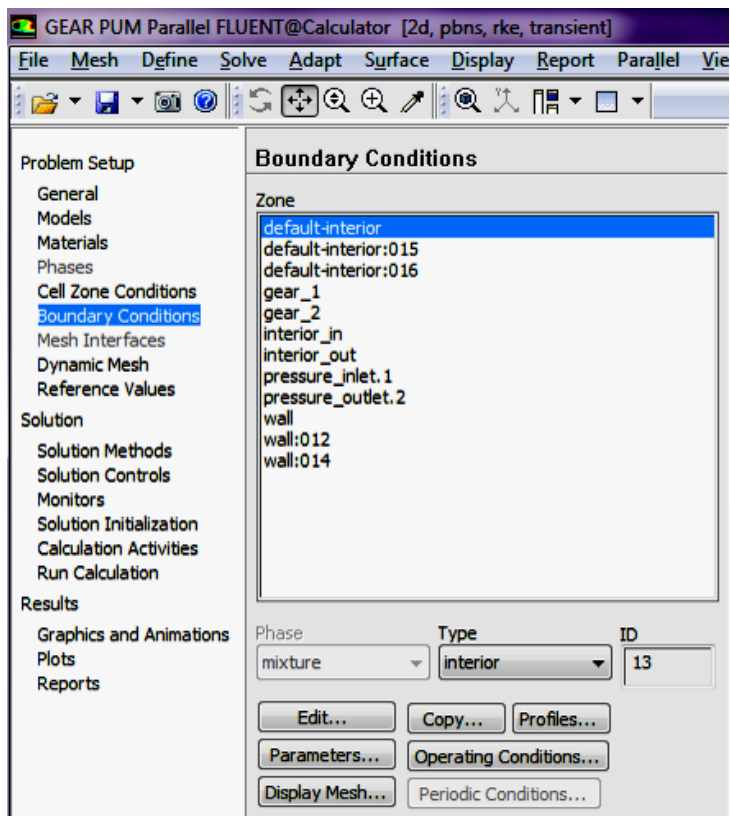 GEAR PUM Parallel FLUENT@Calculator [2d, pbns, rke, transient]
File Mesh Define Solve Adapt Surface Display Report Parallel Vie
Problem Setup
General
Models
Materials
Phases
Cell Zone Conditions
Boundary Conditions
Mesh Interfaces
Dynamic Mesh
Reference Values
Solution
Solution Methods
Solution Controls
Monitors
Solution Initialization
Calculation Activities
Run Calculation
Results
Graphics and Animations
Plots
Reports
Boundary Conditions
Zone
default-interior
default-interior:015
default-interior:016
gear_1
gear_2
interior_in
interior_out
pressure_inlet.1
pressure_outlet.2
wall
wall:012
wall:014
Phase Type ID
mixture interior 13
Edit... Copy... Profiles...
Parameters... Operating Conditions...
Display Mesh... Periodic Conditions...